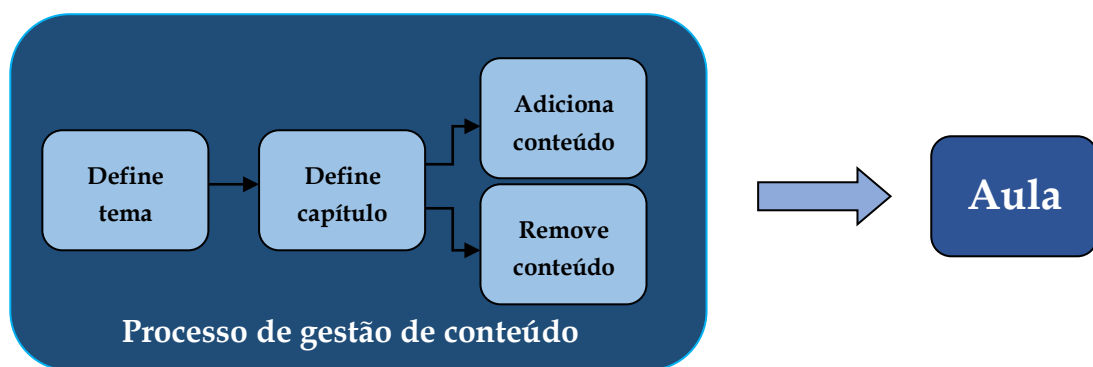 Define
tema
Define
capítulo
Adiciona
conteúdo
Remove
conteúdo
Processo de gestão de conteúdo
Aula